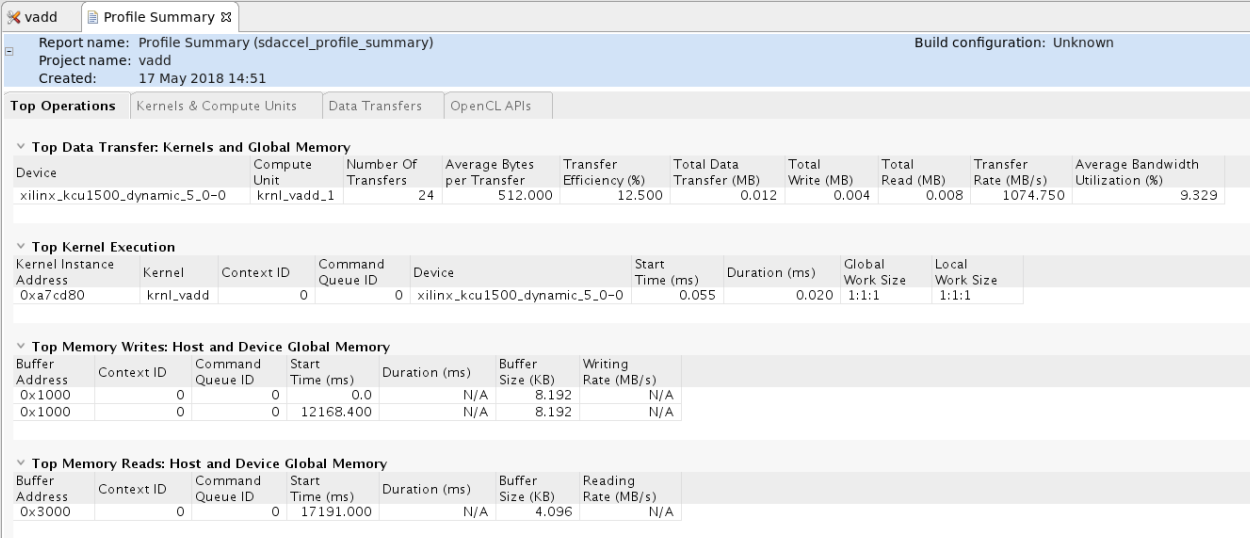 vadd Profile Summary
Report name: Profile Summary (sdaccel_profile_summary) Build configuration: Unknown
Project name: vadd
Created: 17 May 2018 14:51
Top Operations Kernels & Compute Units Data Transfers OpenCL APIs
Top Data Transfer: Kernels and Global Memory
Device Compute Unit Number Of Transfers Average Bytes per Transfer Transfer Efficiency (%) Total Data Transfer (MB) Total Write (MB) Total Read (MB) Transfer Rate (MB/s) Average Bandwidth Utilization (%)
xilinx_kcu1500_dynamic_5_0-0 krnl_vadd_1 24 512.000 12.500 0.012 0.004 0.008 1074.750 9.329
Top Kernel Execution
Kernel Instance Address Kernel Context ID Command Queue ID Device Start Time (ms) Duration (ms) Global Work Size Local Work Size
0xa7cd80 krnl_vadd 0 0 xilinx_kcu1500_dynamic_5_0-0 0.055 0.020 1:1:1 1:1:1
Top Memory Writes: Host and Device Global Memory
Buffer Address Context ID Command Queue ID Start Time (ms) Duration (ms) Buffer Size (KB) Writing Rate (MB/s)
0x1000 0 0 0.0 N/A 8.192 N/A
0x1000 0 0 12168.400 N/A 8.192 N/A
Top Memory Reads: Host and Device Global Memory
Buffer Address Context ID Command Queue ID Start Time (ms) Duration (ms) Buffer Size (KB) Reading Rate (MB/s)
0x3000 0 0 17191.000 N/A 4.096 N/A